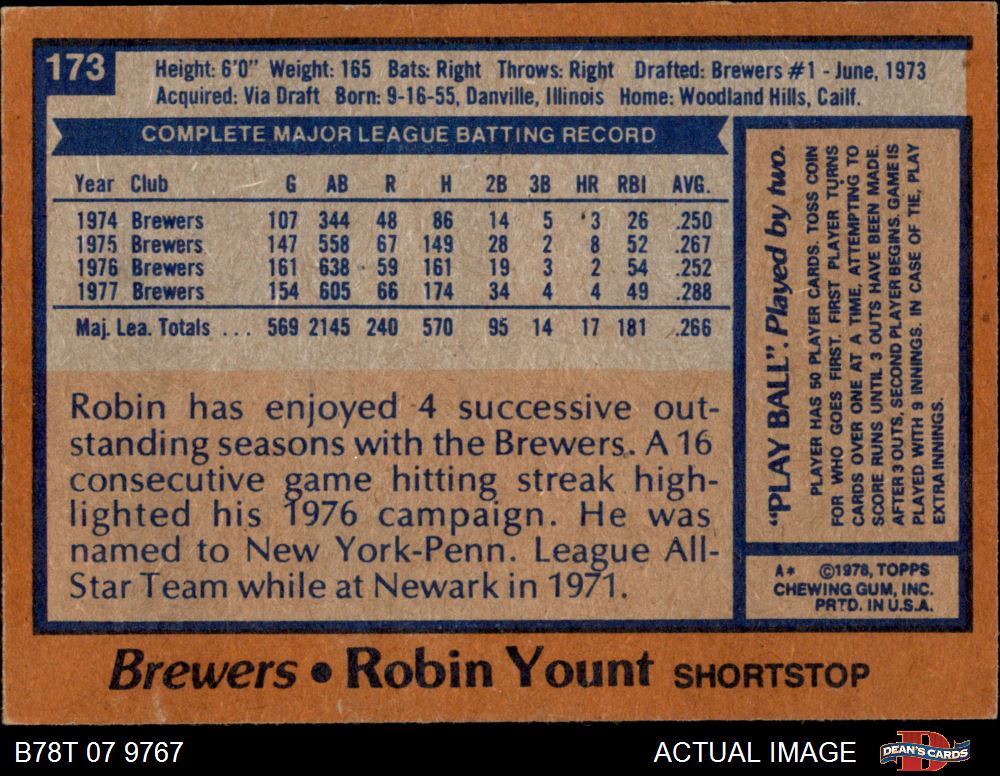 173
Height: 6'0" Weight: 165 Bats: Right Throws: Right Drafted: Brewers #1 - June, 1973
Acquired: Via Draft Born: 9-16-55, Danville, Illinois Home: Woodland Hills, Cailf.
COMPLETE MAJOR LEAGUE BATTING RECORD
Year Club G AB R H 2B 3B HR RBI AVG.
1974 Brewers 107 344 48 86 14 5 3 26 .250
1975 Brewers 147 558 67 149 28 2 8 52 .267
1976 Brewers 161 638 59 161 19 3 2 54 .252
1977 Brewers 154 605 66 174 34 4 4 49 .288
Maj. Lea. Totals ... 569 2145 240 570 95 14 17 181 .266
Robin has enjoyed 4 successive out-
standing seasons with the Brewers. A 16
consecutive game hitting streak high-
lighted his 1976 campaign. He was
named to New York-Penn. League All-
Star Team while at Newark in 1971.
"PLAY BALL". Played by two.
PLAYER HAS 50 PLAYER CARDS. TOSS COIN
FOR WHO GOES FIRST. FIRST PLAYER TURNS
CARDS OVER ONE AT A TIME, ATTEMPTING TO
SCORE RUNS UNTIL 3 OUTS HAVE BEEN MADE.
AFTER 3 OUTS, SECOND PLAYER BEGINS. GAME IS
PLAYED WITH 9 INNINGS. IN CASE OF TIE, PLAY
EXTRA INNINGS.
A* ©1978, TOPPS
CHEWING GUM, INC.
PRTD. IN U.S.A.
Brewers • Robin Yount SHORTSTOP
B78T 07 9767
ACTUAL IMAGE
DEAN'S CARDS